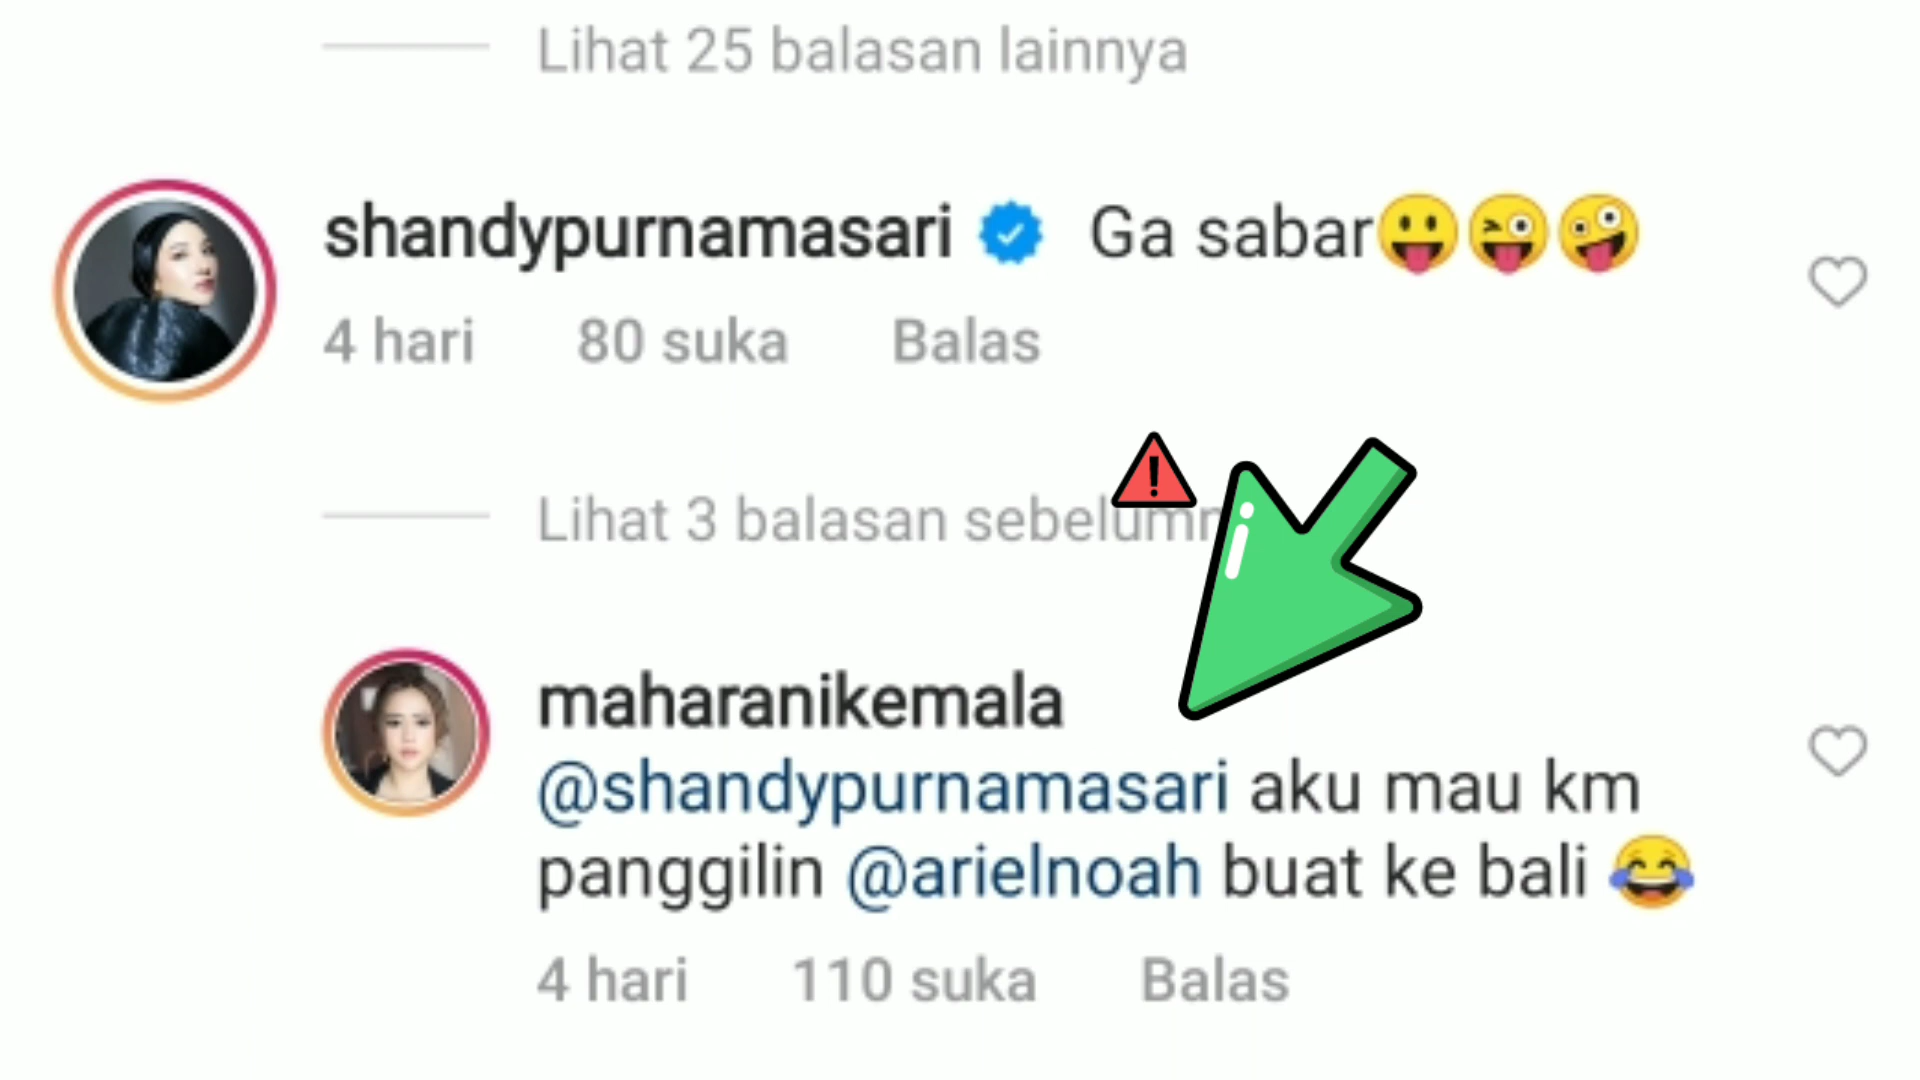 Lihat 25 balasan lainnya
shandypurnamasari Ga sabar😛😜🤪
4 hari 80 suka Balas
Lihat 3 balasan
maharanikemala
@shandypurnamasari aku mau km
panggilin @arielnoah buat ke bali 😂
4 hari 110 suka Balas